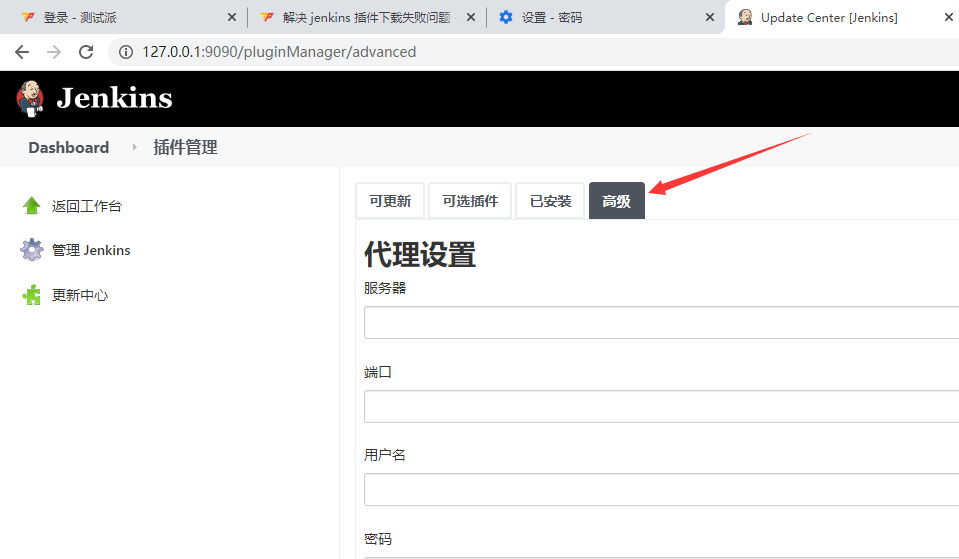 登录 - 测试派
解决 jenkins 插件下载失败问题 -
设置 - 密码
Update Center [Jenkins]
127.0.0.1:9090/pluginManager/advanced
Jenkins
Dashboard
插件管理
返回工作台
管理 Jenkins
更新中心
可更新
可选插件
已安装
高级
代理设置
服务器
端口
用户名
密码